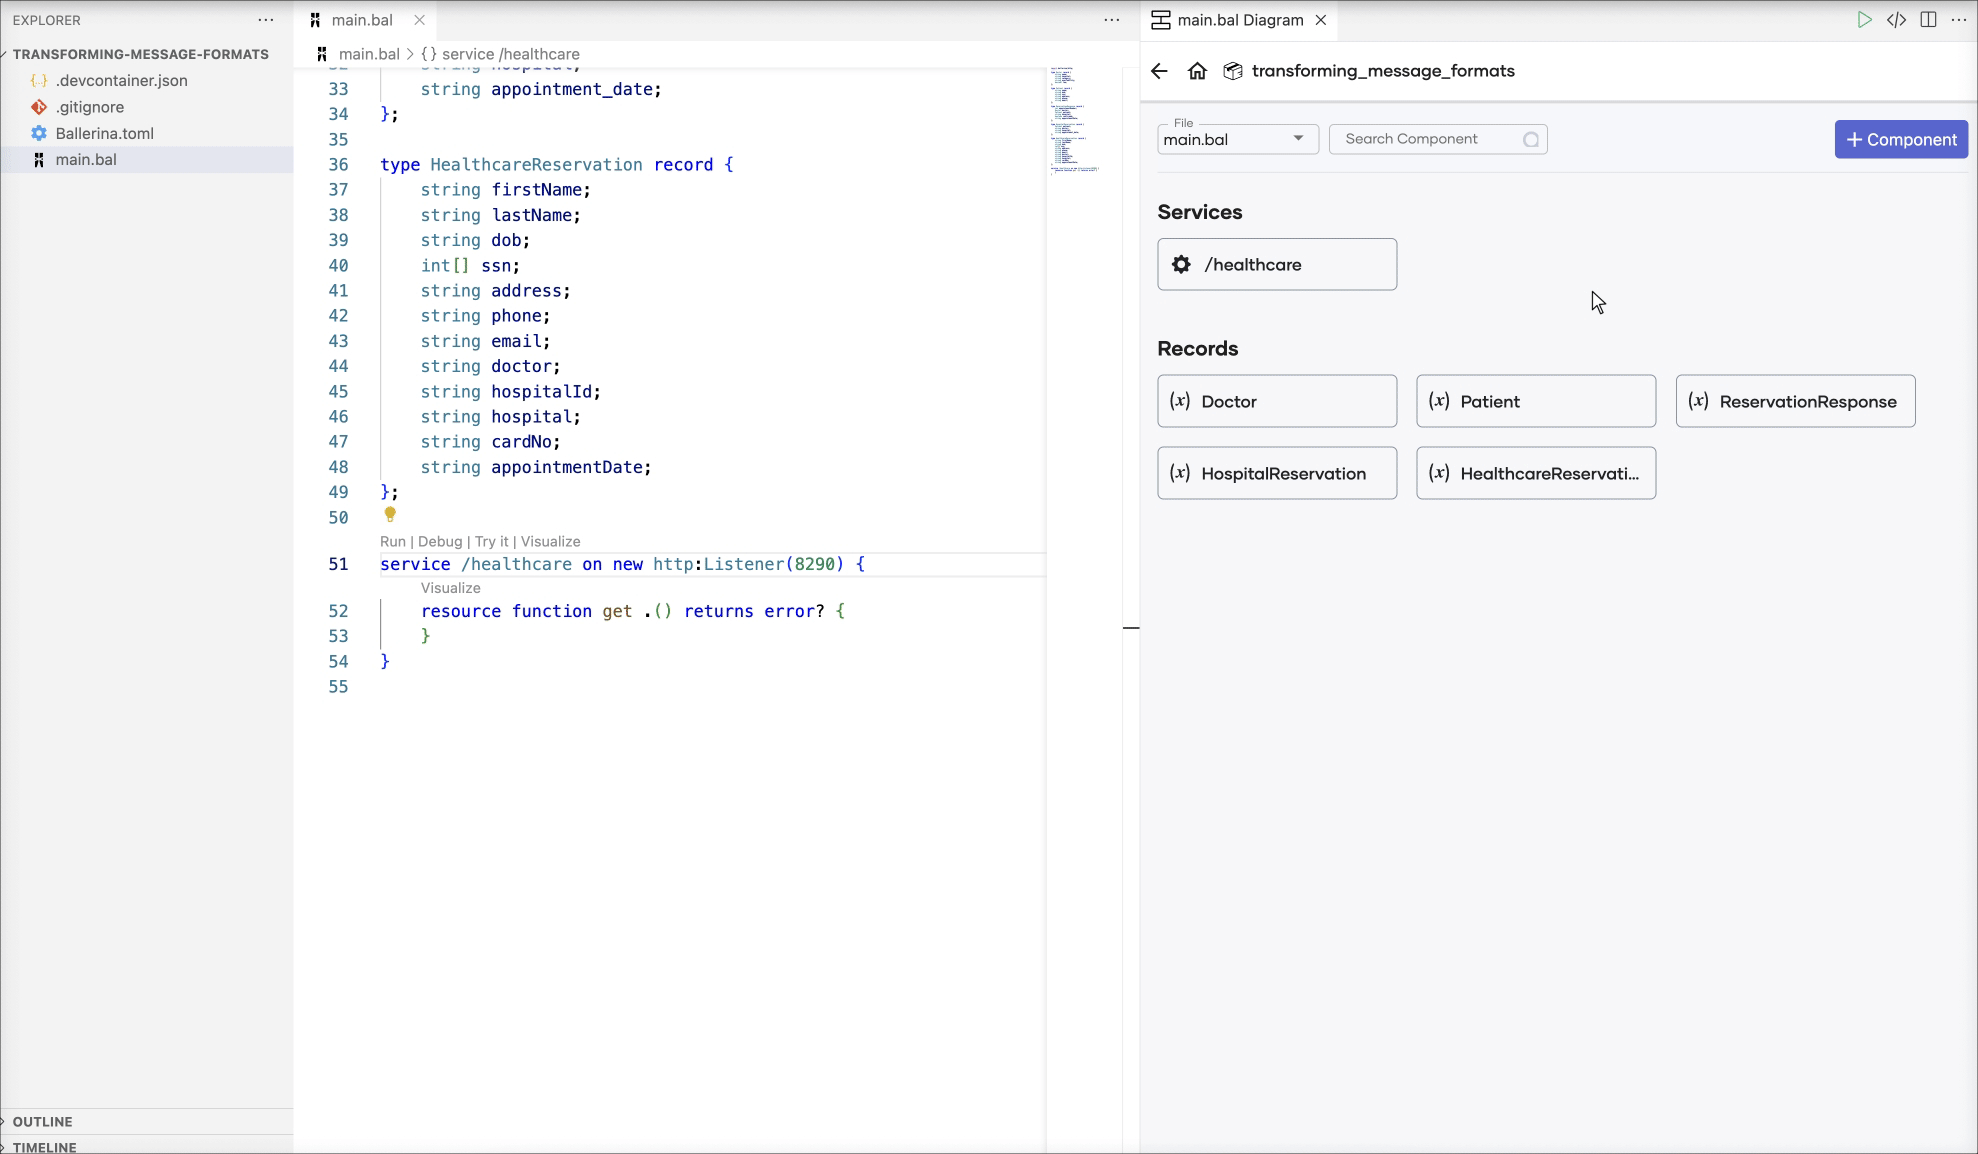 EXPLORER
TRANSFORMING-MESSAGE-FORMATS
.devcontainer.json
.gitignore
Ballerina.toml
main.bal
OUTLINE
TIMELINE
main.bal
main.bal > {} service /healthcare
32 string hospital;
33 string appointment_date;
34 };
35
36 type HealthcareReservation record {
37 string firstName;
38 string lastName;
39 string dob;
40 int[] ssn;
41 string address;
42 string phone;
43 string email;
44 string doctor;
45 string hospitalId;
46 string hospital;
47 string cardNo;
48 string appointmentDate;
49 };
50
Run | Debug | Try it | Visualize
51 service /healthcare on new http:Listener(8290) {
Visualize
52 resource function get .() returns error? {
53 }
54 }
55
main.bal Diagram
transforming_message_formats
File
main.bal
Search Component
+ Component
Services
/healthcare
Records
(x) Doctor
(x) Patient
(x) ReservationResponse
(x) HospitalReservation
(x) HealthcareReservati...